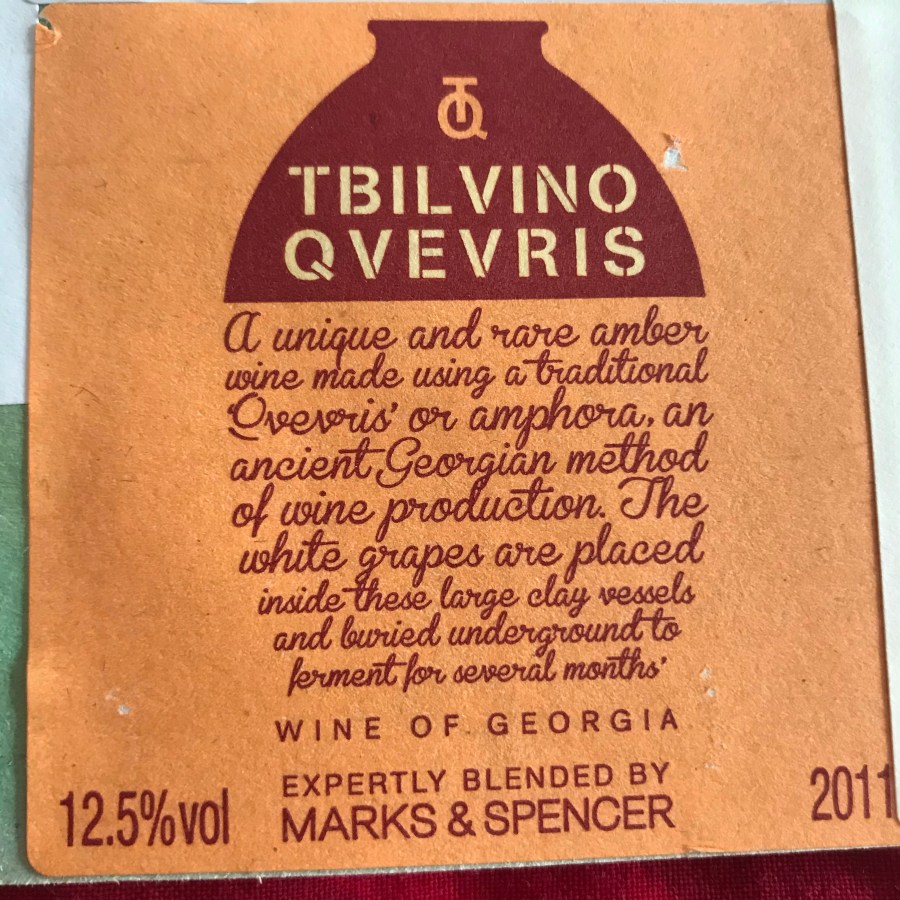 TQ
TBILVINO
QVEVRIS
A unique and rare amber
wine made using a traditional
'Qvevris' or amphora, an
ancient Georgian method
of wine production. The
white grapes are placed
inside these large clay vessels
and buried underground to
ferment for several months'
WINE OF GEORGIA
EXPERTLY BLENDED BY
MARKS & SPENCER
12.5%vol
2011